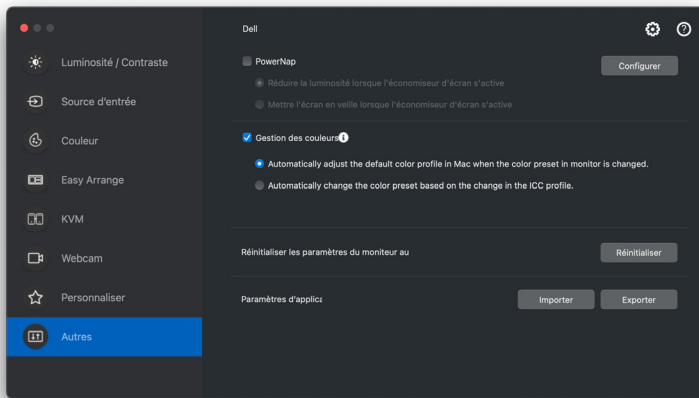 Dell
Luminosité / Contraste
Source d'entrée
Couleur
Easy Arrange
KVM
Webcam
Personnaliser
Autres
PowerNap
Configurer
Réduire la luminosité lorsque l'économiseur d'écran s'active
Mettre l'écran en veille lorsque l'économiseur d'écran s'active
Gestion des couleurs
Automatically adjust the default color profile in Mac when the color preset in monitor is changed.
Automatically change the color preset based on the change in the ICC profile.
Réinitialiser les paramètres du moniteur au
Réinitialiser
Paramètres d'applica
Importer
Exporter